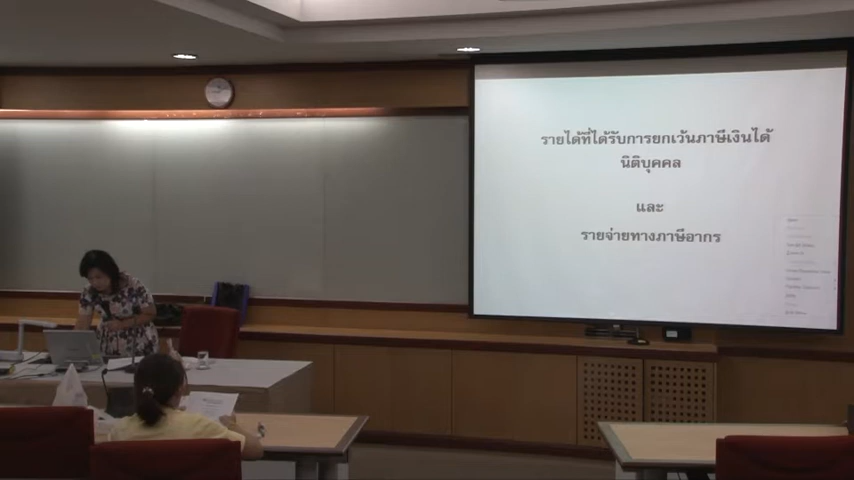 รายได้ที่ได้รับการยกเว้นภาษีเงินได้
นิติบุคคล
และ
รายจ่ายทางภาษีอากร